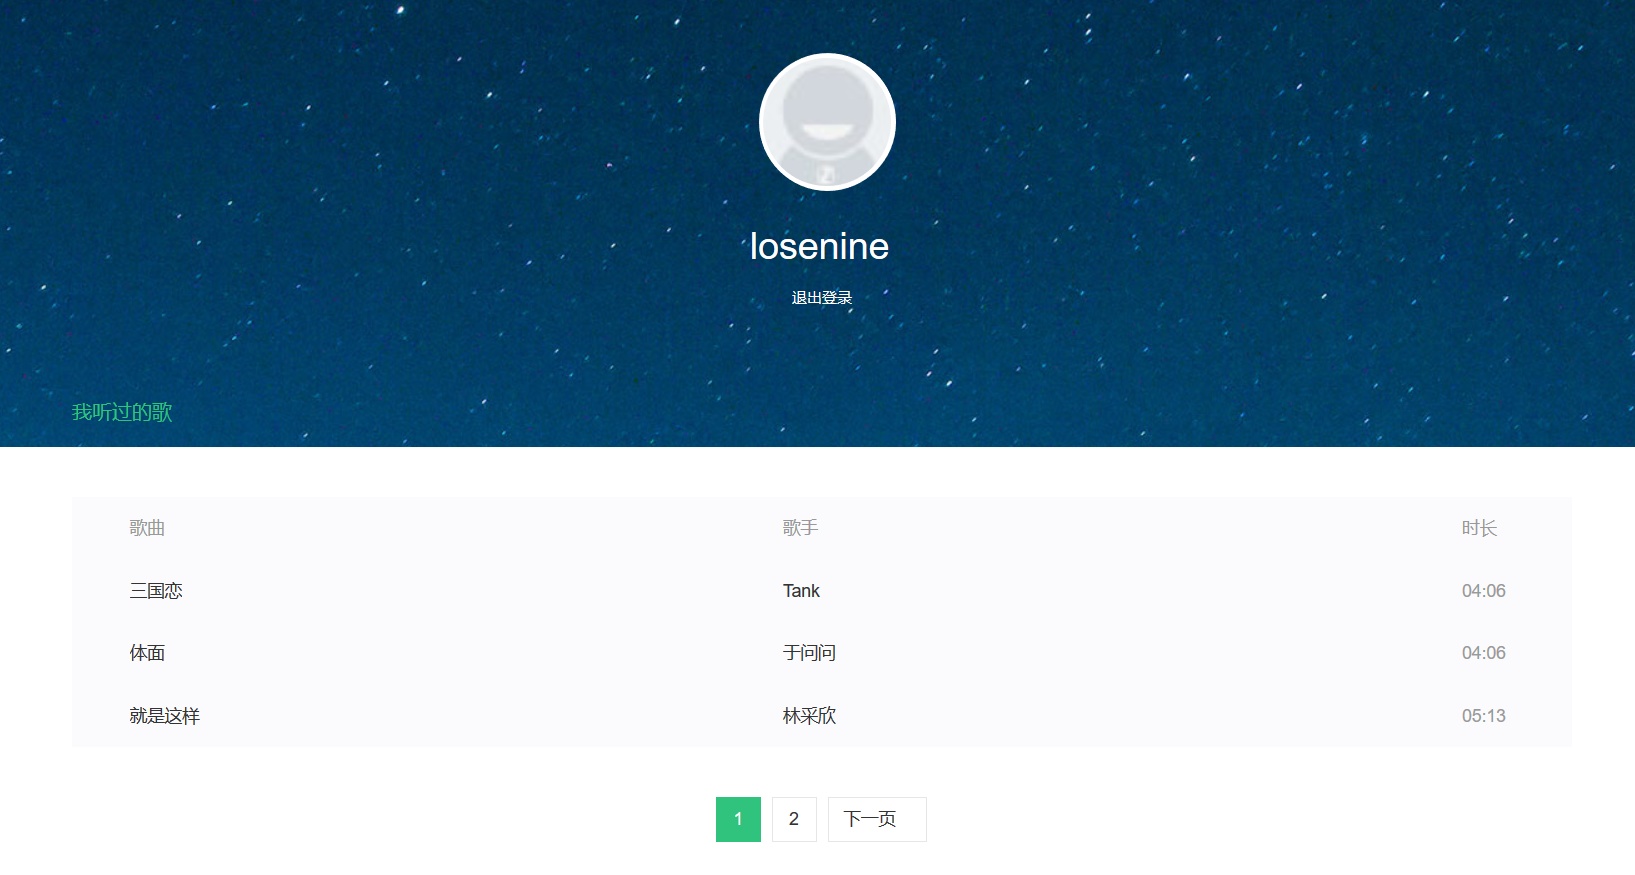 losenine
退出登录
我听过的歌
歌曲 歌手 时长
三国恋 Tank 04:06
体面 于问问 04:06
就是这样 林采欣 05:13
1 2 下一页